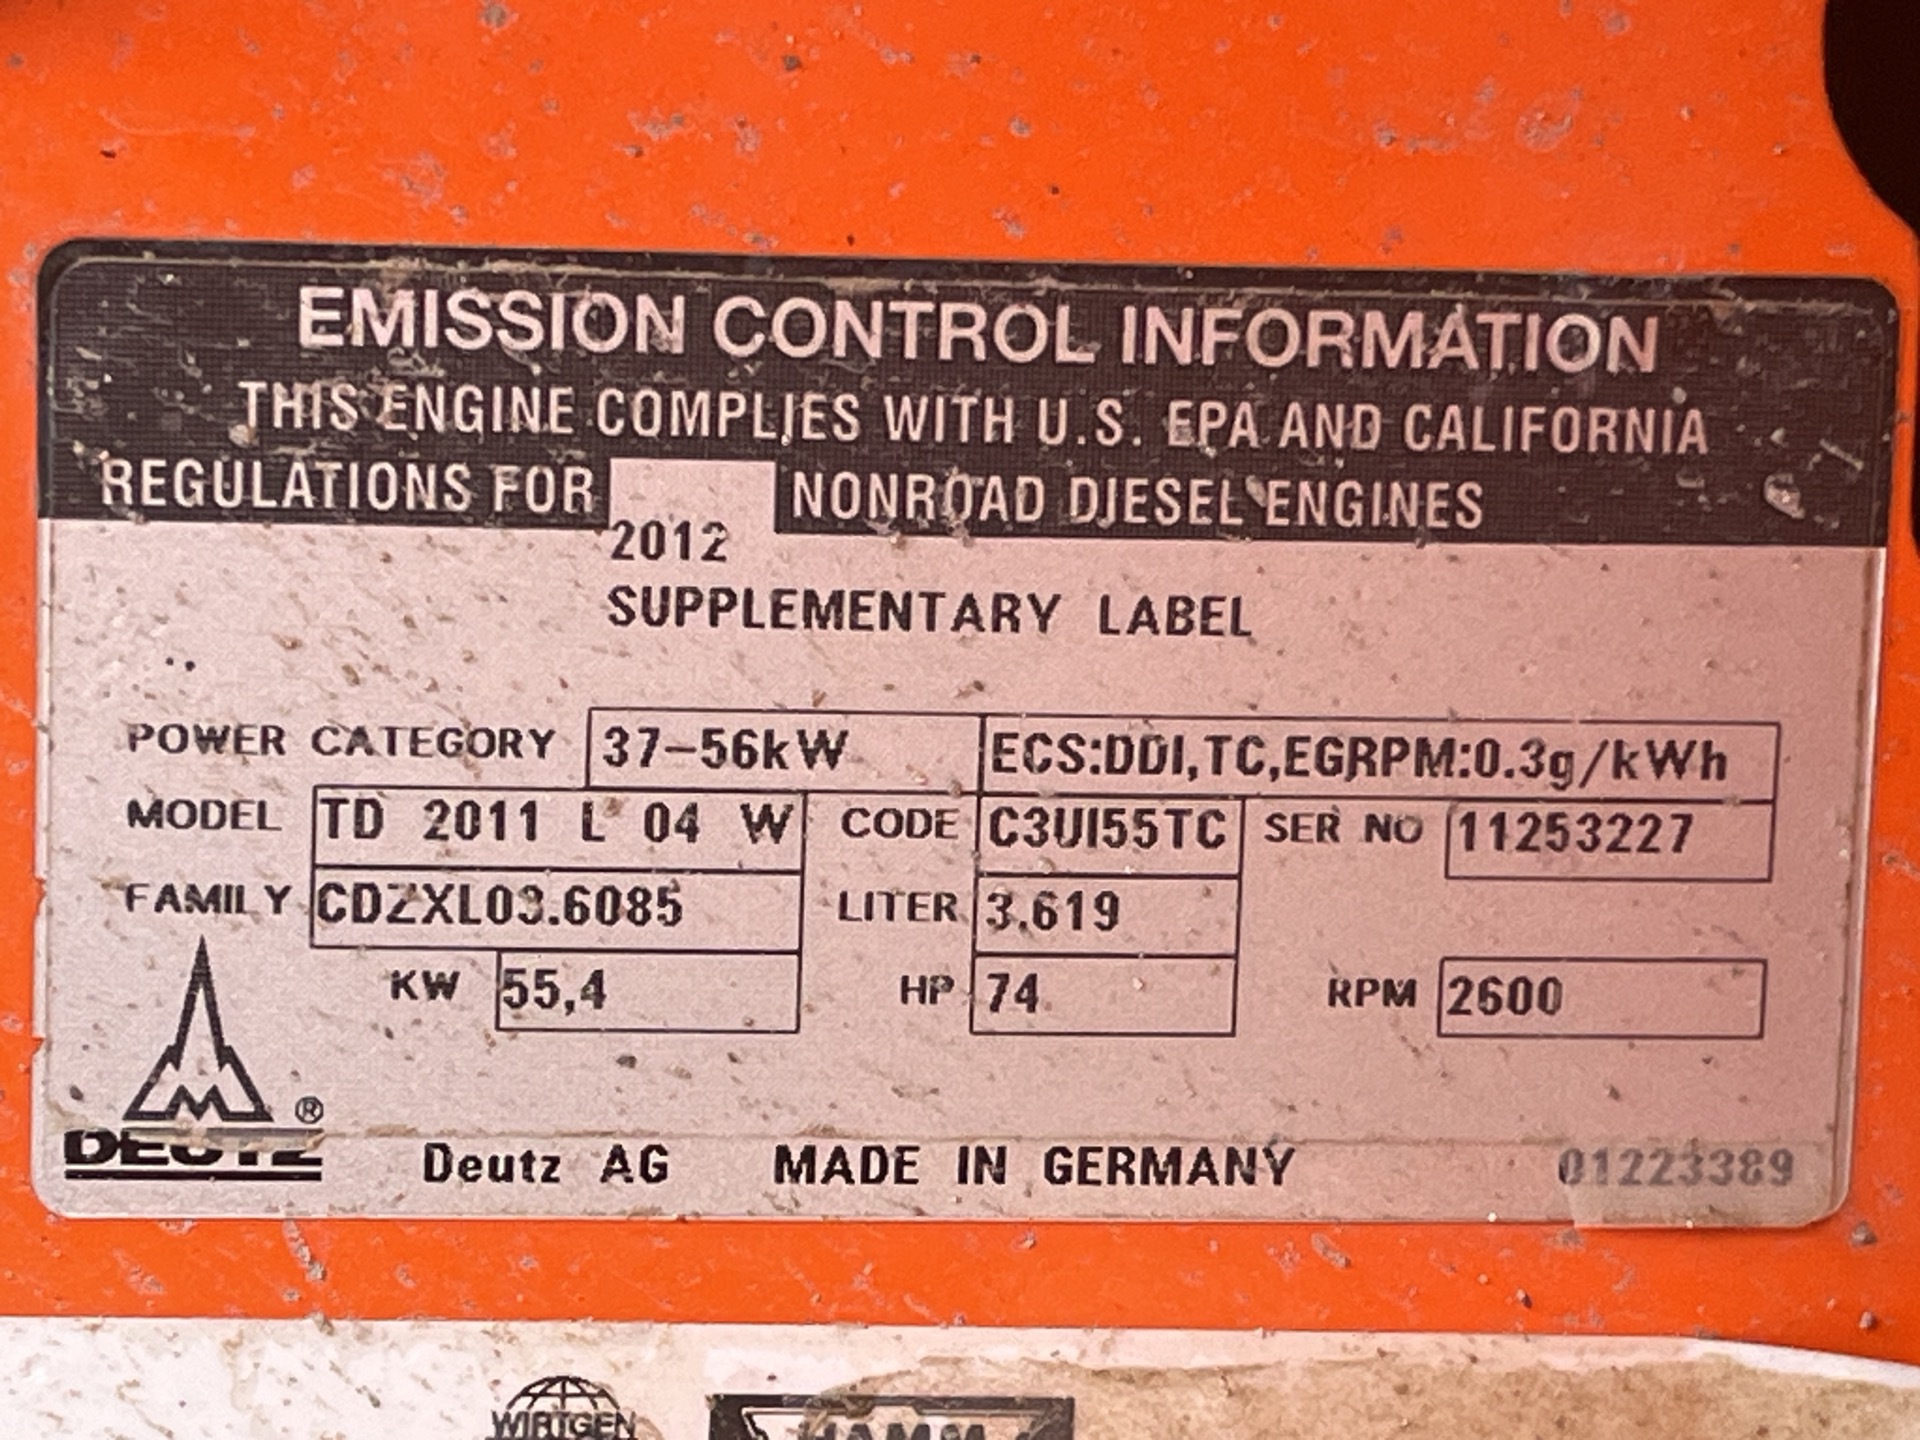 EMISSION CONTROL INFORMATION
THIS ENGINE COMPLIES WITH U.S. EPA AND CALIFORNIA
REGULATIONS FOR NONROAD DIESEL ENGINES
2012
SUPPLEMENTARY LABEL
POWER CATEGORY 37-56kW ECS:DDI,TC,EGRPM:0.3g/kWh
MODEL TD 2011 L 04 W CODE C3UI55TC SER NO 11253227
FAMILY CDZXL03.6085 LITER 3.619
KW 55,4 HP 74 RPM 2600
®
DEUTZ Deutz AG MADE IN GERMANY 01223389
WIRTGEN HAMM